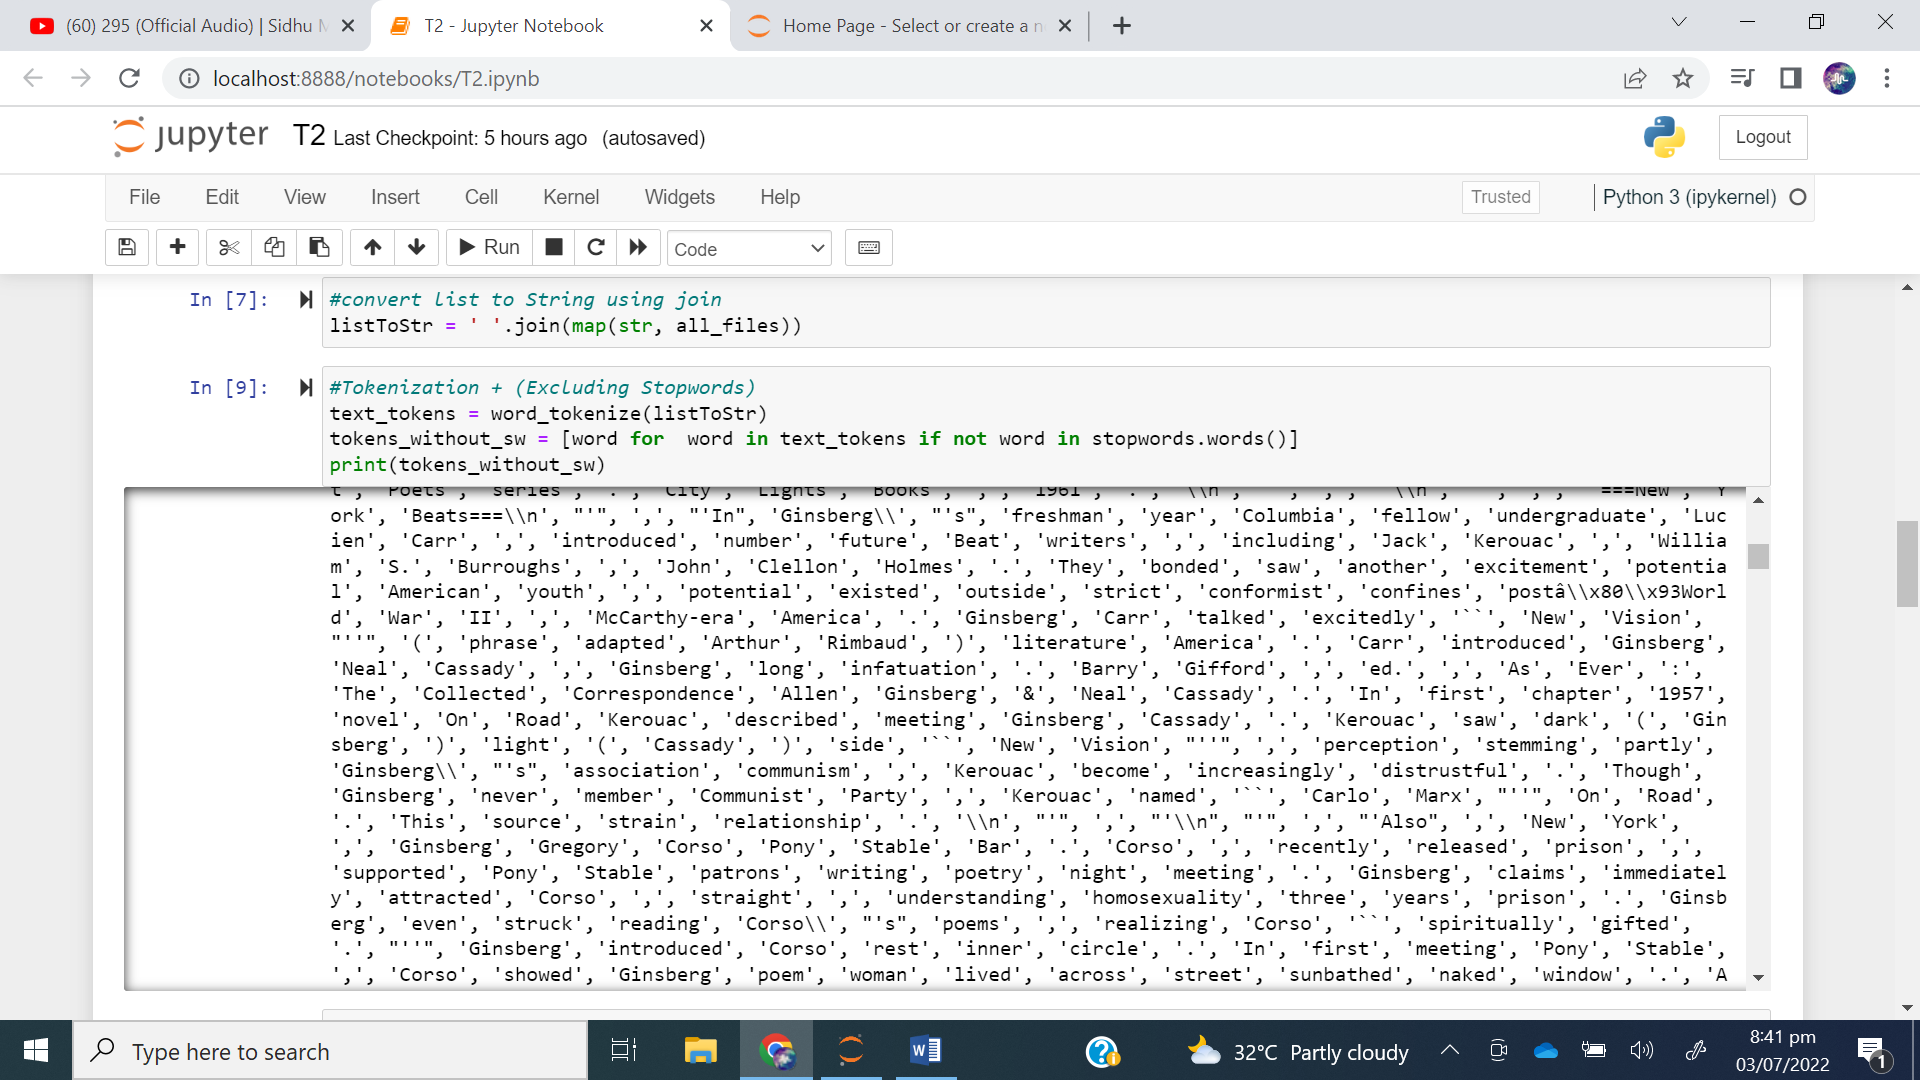 (60) 295 (Official Audio) | Sidhu M
T2 - Jupyter Notebook
Home Page - Select or create a n
localhost:8888/notebooks/T2.ipynb
jupyter T2 Last Checkpoint: 5 hours ago (autosaved)
Logout
File Edit View Insert Cell Kernel Widgets Help
Trusted
Python 3 (ipykernel)
Run
Code
In [7]:
#convert list to String using join
listToStr = ' '.join(map(str, all_files))
In [9]:
#Tokenization + (Excluding Stopwords)
text_tokens = word_tokenize(listToStr)
tokens_without_sw = [word for  word in text_tokens if not word in stopwords.words()]
print(tokens_without_sw)
t', 'Poets', 'series', '.', 'City', 'Lights', 'Books', ',', '1961', '.', '\\n', "'", ',', "'\\n", "'", ',', "'===New", 'Y
ork', 'Beats===\\n', "'", ',', "'In", 'Ginsberg\\', "'s", 'freshman', 'year', 'Columbia', 'fellow', 'undergraduate', 'Luc
ien', 'Carr', ',', 'introduced', 'number', 'future', 'Beat', 'writers', ',', 'including', 'Jack', 'Kerouac', ',', 'Willia
m', 'S.', 'Burroughs', ',', 'John', 'Clellon', 'Holmes', '.', 'They', 'bonded', 'saw', 'another', 'excitement', 'potentia
l', 'American', 'youth', ',', 'potential', 'existed', 'outside', 'strict', 'conformist', 'confines', 'postâ\\x80\\x93Worl
d', 'War', 'II', ',', 'McCarthy-era', 'America', '.', 'Ginsberg', 'Carr', 'talked', 'excitedly', '``', 'New', 'Vision',
"''", '(', 'phrase', 'adapted', 'Arthur', 'Rimbaud', ')', 'literature', 'America', '.', 'Carr', 'introduced', 'Ginsberg',
'Neal', 'Cassady', ',', 'Ginsberg', 'long', 'infatuation', '.', 'Barry', 'Gifford', ',', 'ed.', ',', 'As', 'Ever', ':',
'The', 'Collected', 'Correspondence', 'Allen', 'Ginsberg', '&', 'Neal', 'Cassady', '.', 'In', 'first', 'chapter', '1957',
'novel', 'On', 'Road', 'Kerouac', 'described', 'meeting', 'Ginsberg', 'Cassady', '.', 'Kerouac', 'saw', 'dark', '(', 'Gin
sberg', ')', 'light', '(', 'Cassady', ')', 'side', '``', 'New', 'Vision', "''", ',', 'perception', 'stemming', 'partly',
'Ginsberg\\', "'s", 'association', 'communism', ',', 'Kerouac', 'become', 'increasingly', 'distrustful', '.', 'Though',
'Ginsberg', 'never', 'member', 'Communist', 'Party', ',', 'Kerouac', 'named', '``', 'Carlo', 'Marx', "''", 'On', 'Road',
'.', 'This', 'source', 'strain', 'relationship', '.', '\\n', "'", ',', "'\\n", "'", ',', "'Also", ',', 'New', 'York',
',', 'Ginsberg', 'Gregory', 'Corso', 'Pony', 'Stable', 'Bar', '.', 'Corso', ',', 'recently', 'released', 'prison', ',',
'supported', 'Pony', 'Stable', 'patrons', 'writing', 'poetry', 'night', 'meeting', '.', 'Ginsberg', 'claims', 'immediatel
y', 'attracted', 'Corso', ',', 'straight', ',', 'understanding', 'homosexuality', 'three', 'years', 'prison', '.', 'Ginsb
erg', 'even', 'struck', 'reading', 'Corso\\', "'s", 'poems', ',', 'realizing', 'Corso', '``', 'spiritually', 'gifted',
'.', "''", 'Ginsberg', 'introduced', 'Corso', 'rest', 'inner', 'circle', '.', 'In', 'first', 'meeting', 'Pony', 'Stable',
',', 'Corso', 'showed', 'Ginsberg', 'poem', 'woman', 'lived', 'across', 'street', 'sunbathed', 'naked', 'window', '.', 'A
Type here to search
32°C Partly cloudy
8:41 pm
03/07/2022
1